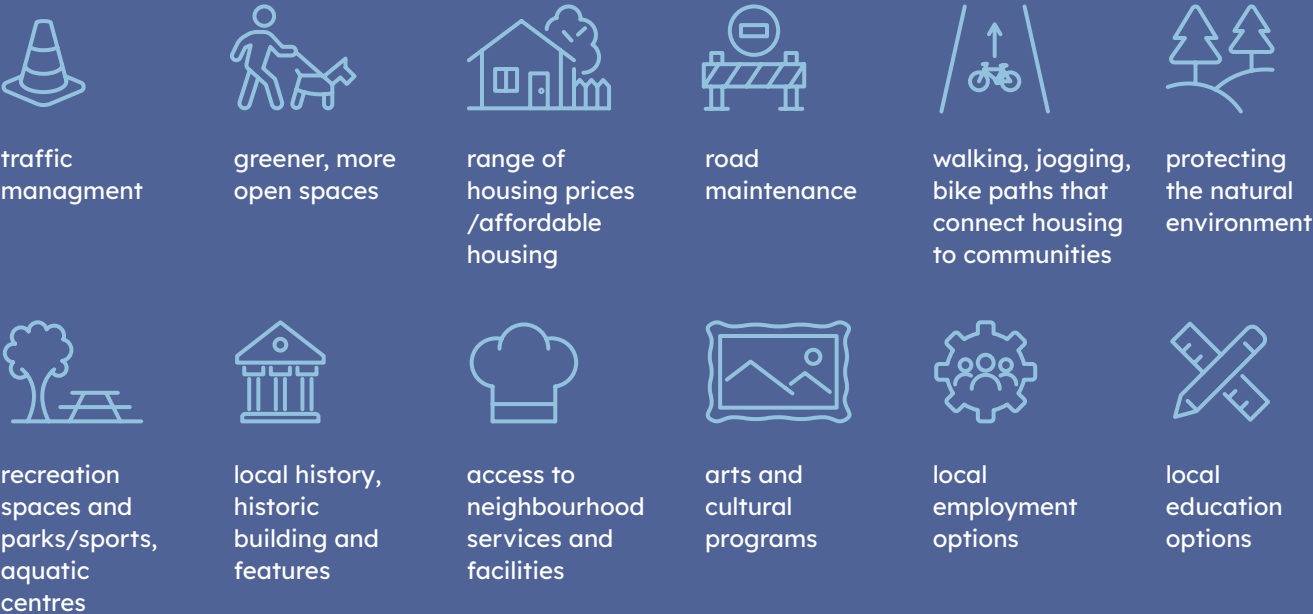 traffic
managment
greener, more
open spaces
range of
housing prices
/affordable
housing
road
maintenance
walking, jogging,
bike paths that
connect housing
to communities
protecting
the natural
environment
recreation
spaces and
parks/sports,
aquatic
centres
local history,
historic
building and
features
access to
neighbourhood
services and
facilities
arts and
cultural
programs
local
employment
options
local
education
options